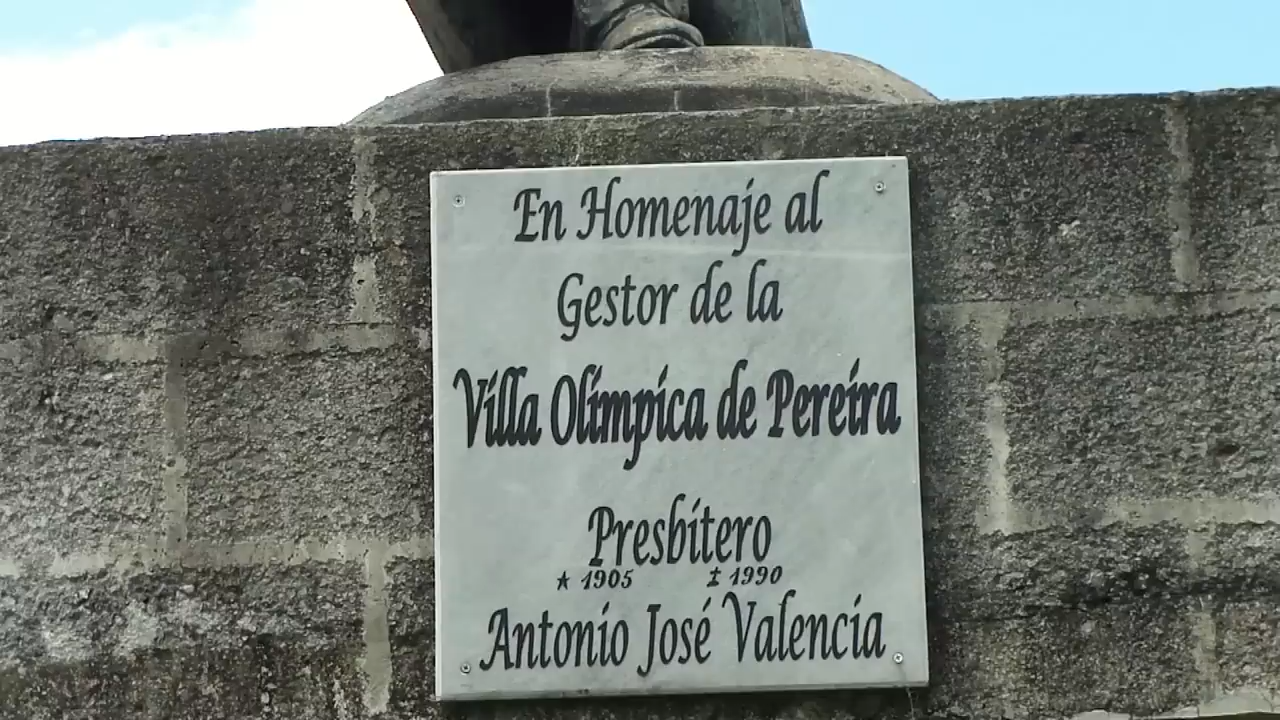 En Homenaje al
Gestor de la
Villa Olímpica de Pereira
Presbítero
★ 1905 ‡ 1990
Antonio José Valencia